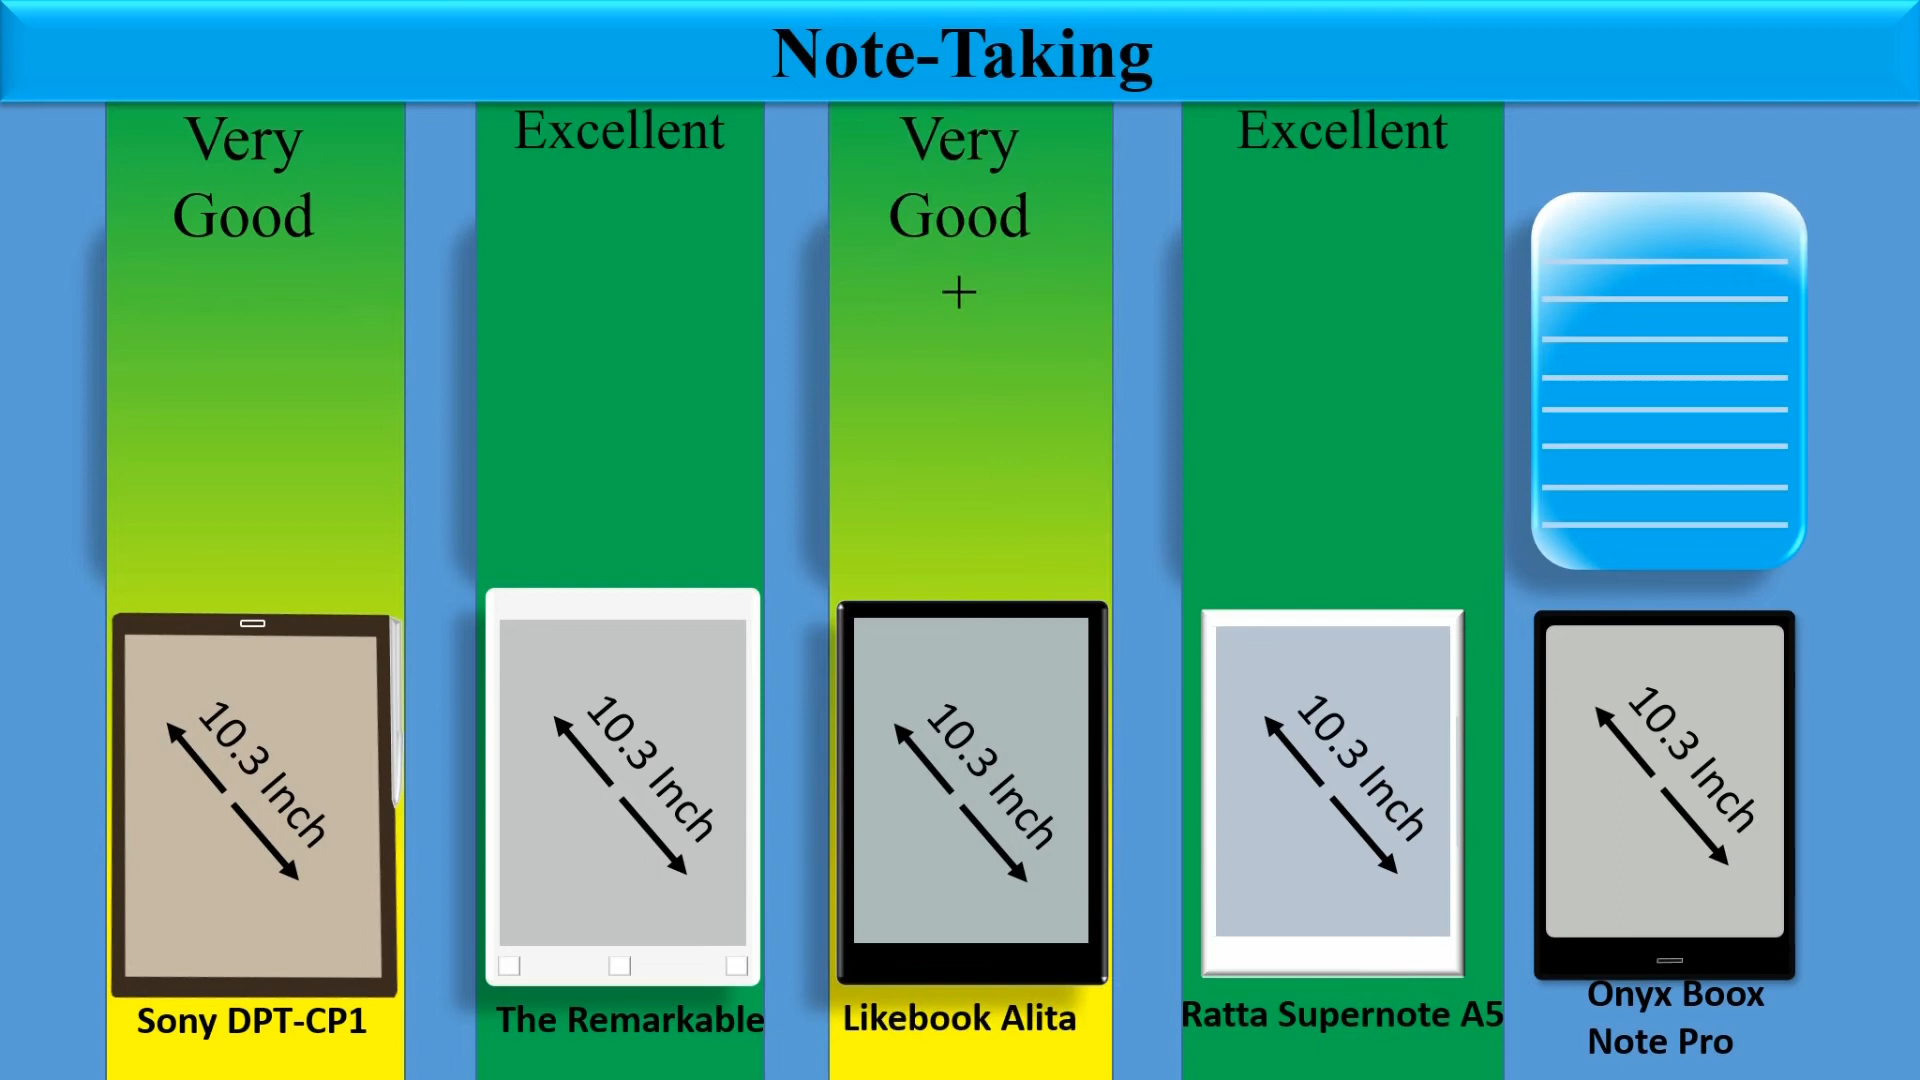 Note-Taking
Very
Good
Excellent
Very
Good
+
Excellent
10.3 Inch
10.3 Inch
10.3 Inch
10.3 Inch
10.3 Inch
Sony DPT-CP1
The Remarkable
Likebook Alita
Ratta Supernote A5
Onyx Boox
Note Pro